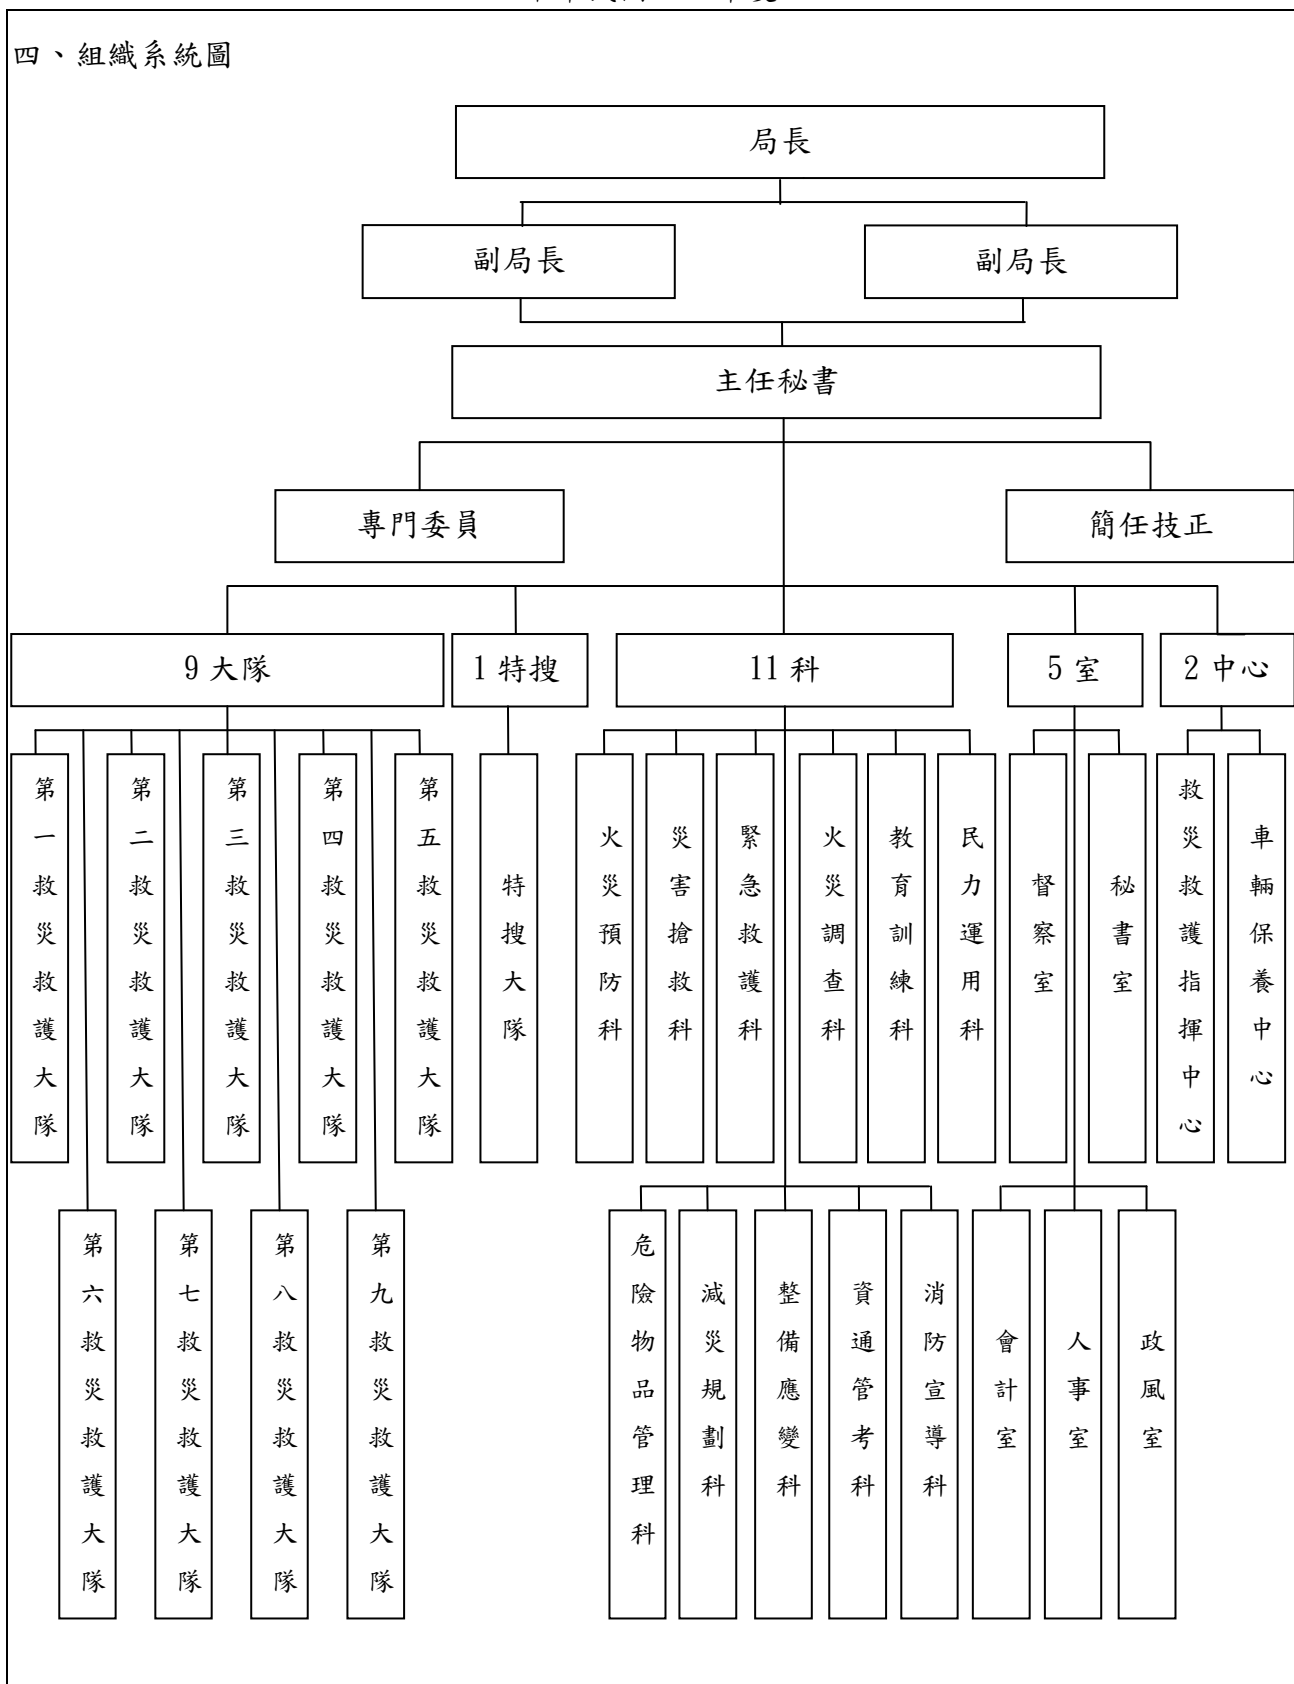 四、組織系統圖
局長
副局長
副局長
主任秘書
專門委員
簡任技正
9 大隊
1 特搜
11 科
5 室
2 中心
第一救災救護大隊
第二救災救護大隊
第三救災救護大隊
第四救災救護大隊
第五救災救護大隊
特搜大隊
火災預防科
災害搶救科
緊急救護科
火災調查科
教育訓練科
民力運用科
督察室
秘書室
救災救護指揮中心
車輛保養中心
第六救災救護大隊
第七救災救護大隊
第八救災救護大隊
第九救災救護大隊
危險物品管理科
減災規劃科
整備應變科
資通管考科
消防宣導科
會計室
人事室
政風室